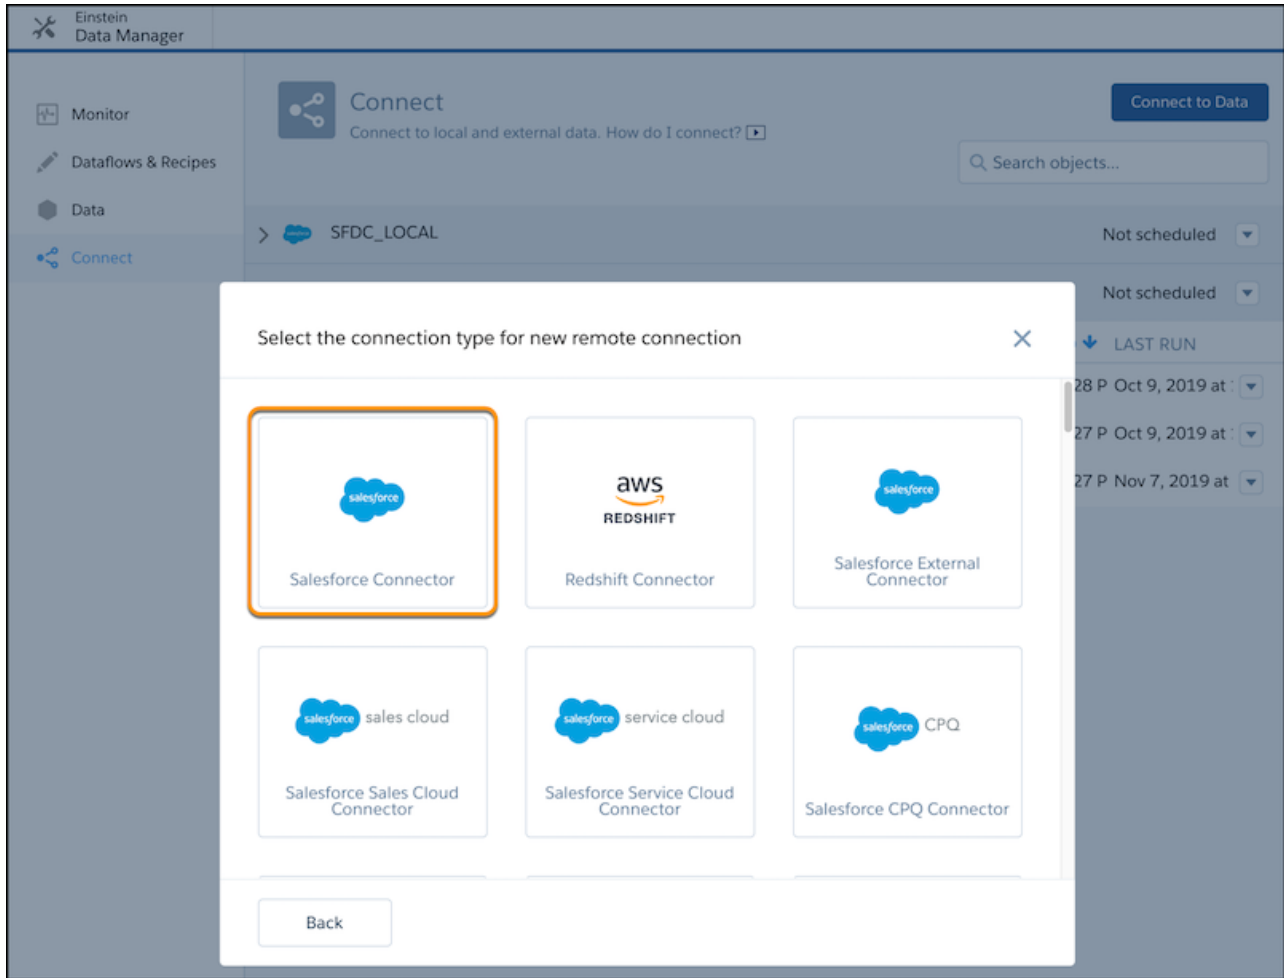 Einstein
Data Manager
Monitor
Dataflows & Recipes
Data
Connect
Connect
Connect to local and external data. How do I connect?
Connect to Data
Search objects...
SFDC_LOCAL
Not scheduled
Not scheduled
LAST RUN
28 P Oct 9, 2019 at
27 P Oct 9, 2019 at
27 P Nov 7, 2019 at
Select the connection type for new remote connection
salesforce
Salesforce Connector
aws
REDSHIFT
Redshift Connector
salesforce
Salesforce External
Connector
salesforce sales cloud
Salesforce Sales Cloud
Connector
salesforce service cloud
Salesforce Service Cloud
Connector
salesforce CPQ
Salesforce CPQ Connector
Back